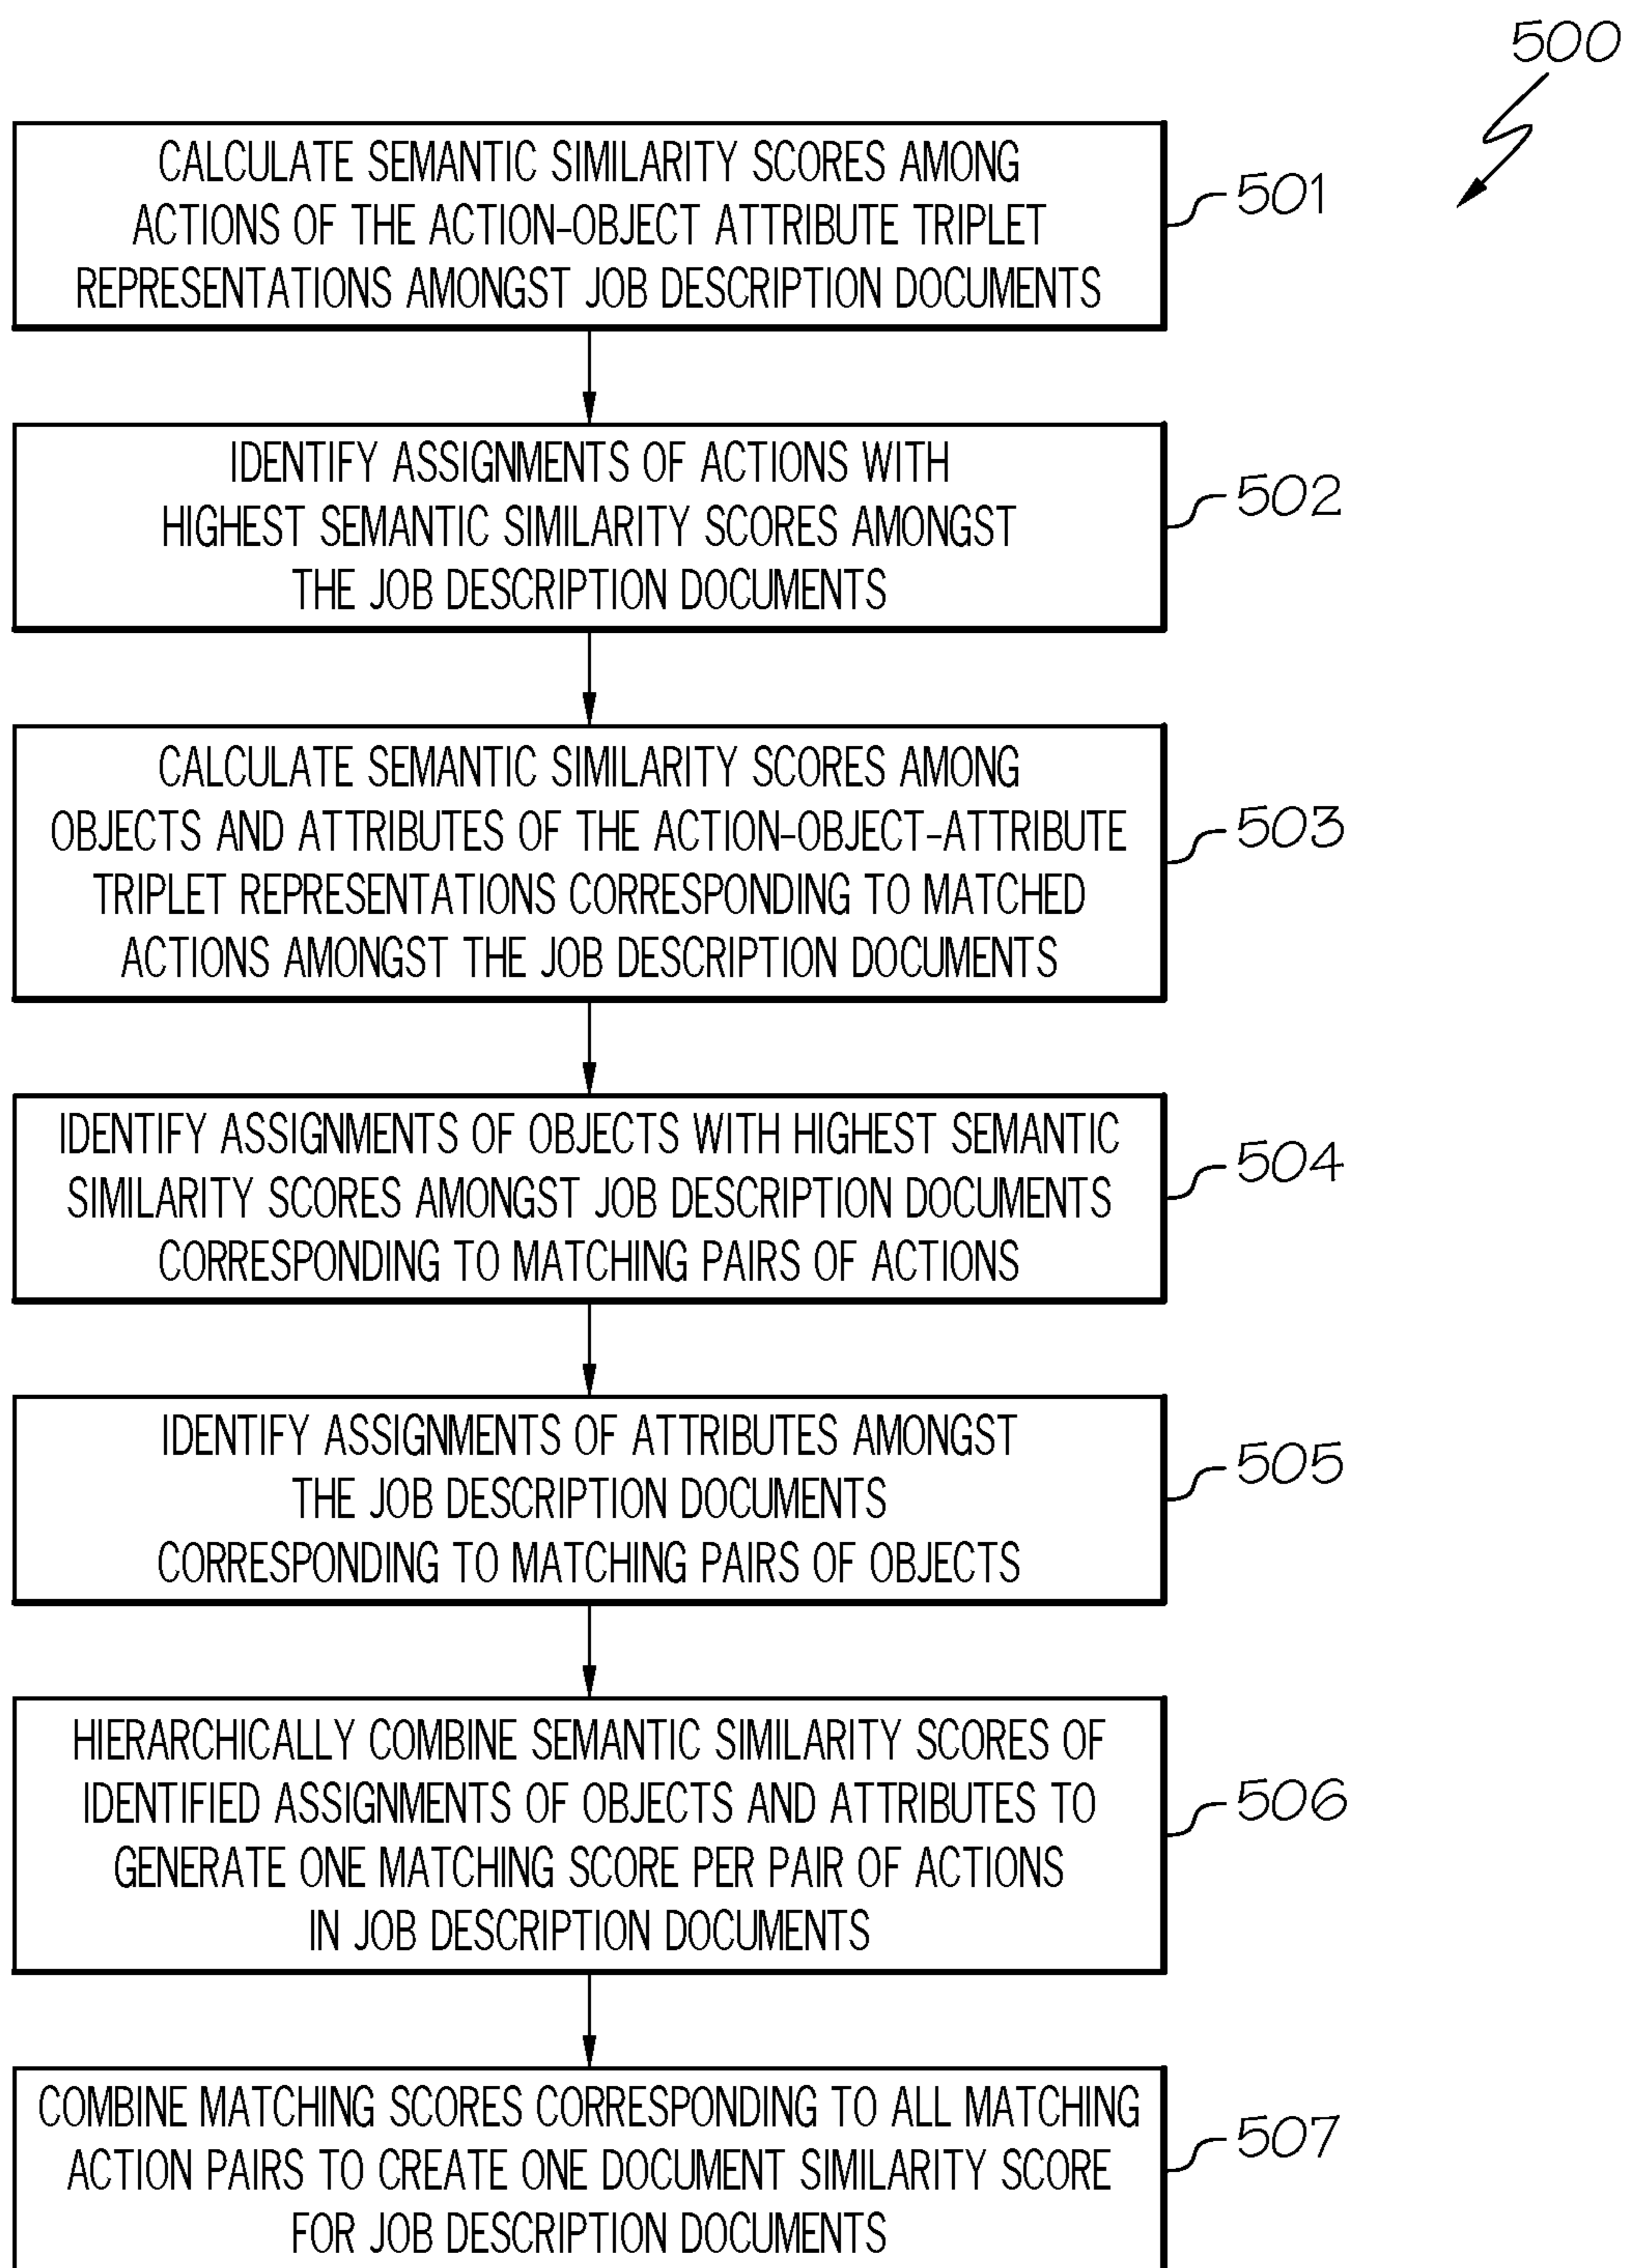 500
CALCULATE SEMANTIC SIMILARITY SCORES AMONG
ACTIONS OF THE ACTION-OBJECT ATTRIBUTE TRIPLET
REPRESENTATIONS AMONGST JOB DESCRIPTION DOCUMENTS
501
IDENTIFY ASSIGNMENTS OF ACTIONS WITH
HIGHEST SEMANTIC SIMILARITY SCORES AMONGST
THE JOB DESCRIPTION DOCUMENTS
502
CALCULATE SEMANTIC SIMILARITY SCORES AMONG
OBJECTS AND ATTRIBUTES OF THE ACTION-OBJECT-ATTRIBUTE
TRIPLET REPRESENTATIONS CORRESPONDING TO MATCHED
ACTIONS AMONGST THE JOB DESCRIPTION DOCUMENTS
503
IDENTIFY ASSIGNMENTS OF OBJECTS WITH HIGHEST SEMANTIC
SIMILARITY SCORES AMONGST JOB DESCRIPTION DOCUMENTS
CORRESPONDING TO MATCHING PAIRS OF ACTIONS
504
IDENTIFY ASSIGNMENTS OF ATTRIBUTES AMONGST
THE JOB DESCRIPTION DOCUMENTS
CORRESPONDING TO MATCHING PAIRS OF OBJECTS
505
HIERARCHICALLY COMBINE SEMANTIC SIMILARITY SCORES OF
IDENTIFIED ASSIGNMENTS OF OBJECTS AND ATTRIBUTES TO
GENERATE ONE MATCHING SCORE PER PAIR OF ACTIONS
IN JOB DESCRIPTION DOCUMENTS
506
COMBINE MATCHING SCORES CORRESPONDING TO ALL MATCHING
ACTION PAIRS TO CREATE ONE DOCUMENT SIMILARITY SCORE
FOR JOB DESCRIPTION DOCUMENTS
507